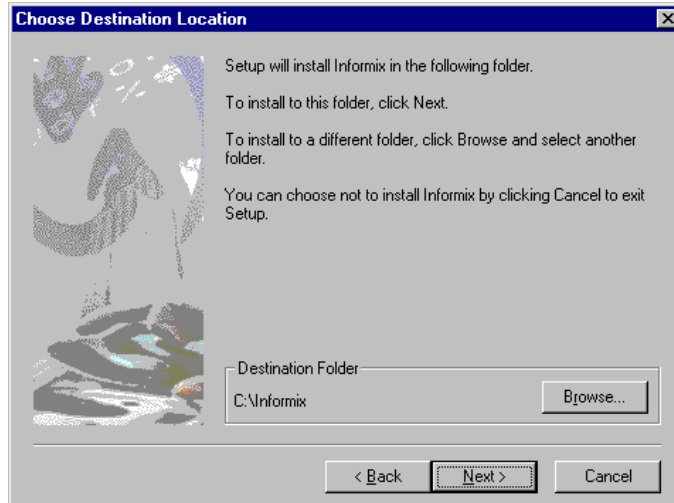 Choose Destination Location
Setup will install Informix in the following folder.
To install to this folder, click Next.
To install to a different folder, click Browse and select another
folder.
You can choose not to install Informix by clicking Cancel to exit
Setup.
Destination Folder
C:\Informix
Browse...
< Back
Next >
Cancel